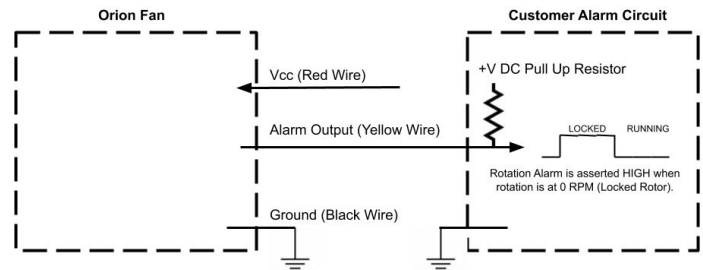 Orion Fan
Customer Alarm Circuit
Vcc (Red Wire)
+V DC Pull Up Resistor
Alarm Output (Yellow Wire)
LOCKED
RUNNING
Rotation Alarm is asserted HIGH when
rotation is at 0 RPM (Locked Rotor).
Ground (Black Wire)